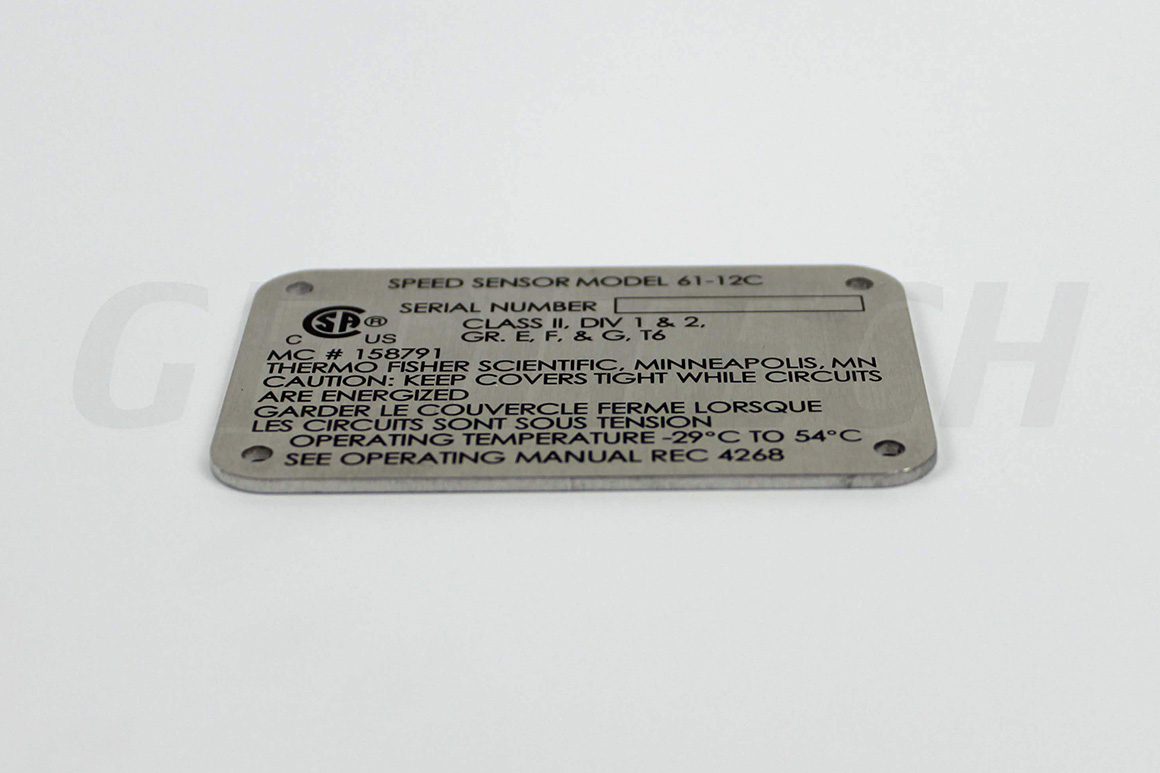 SPEED SENSOR MODEL 61-12C
SERIAL NUMBER
CSA ®
C US
CLASS II, DIV 1 & 2,
GR. E, F, & G, T6
MC # 158791
THERMO FISHER SCIENTIFIC, MINNEAPOLIS, MN
CAUTION: KEEP COVERS TIGHT WHILE CIRCUITS
ARE ENERGIZED
GARDER LE COUVERCLE FERME LORSQUE
LES CIRCUITS SONT SOUS TENSION
OPERATING TEMPERATURE -29°C TO 54°C
SEE OPERATING MANUAL REC 4268